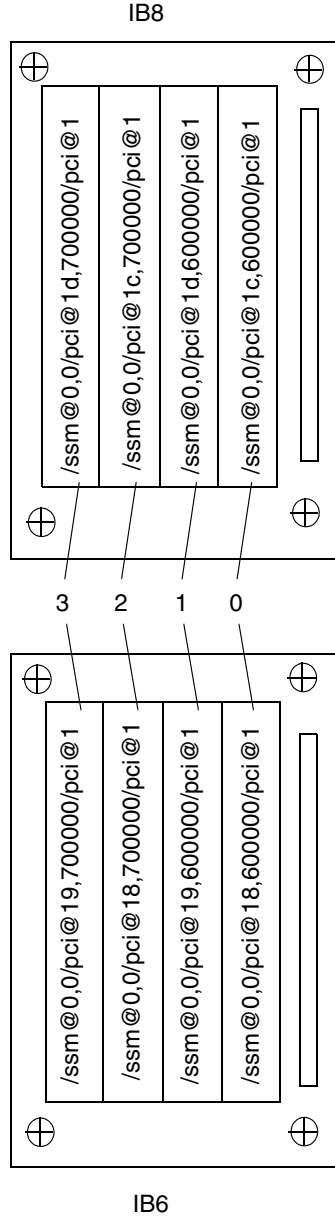 IB8
/ssm@0,0/pci@1d,700000/pci@1
/ssm@0,0/pci@1c,700000/pci@1
/ssm@0,0/pci@1d,600000/pci@1
/ssm@0,0/pci@1c,600000/pci@1
3 2 1 0
/ssm@0,0/pci@19,700000/pci@1
/ssm@0,0/pci@18,700000/pci@1
/ssm@0,0/pci@19,600000/pci@1
/ssm@0,0/pci@18,600000/pci@1
IB6